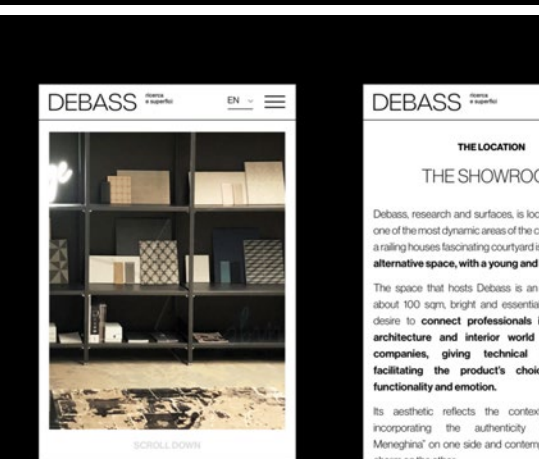 DEBASS ricerca
e superfici
EN
SCROLL DOWN
DEBASS ricerca
e superfici
THE LOCATION
THE SHOWROO
Debass, research and surfaces, is loc
one of the most dynamic areas of the c
a railing houses fascinating courtyard is
alternative space, with a young and
The space that hosts Debass is an
about 100 sqm, bright and essential
desire to connect professionals i
architecture and interior world
companies, giving technical
facilitating the product's choic
functionality and emotion.
Its aesthetic reflects the contex
incorporating the authenticity
Meneghina" on one side and contemp